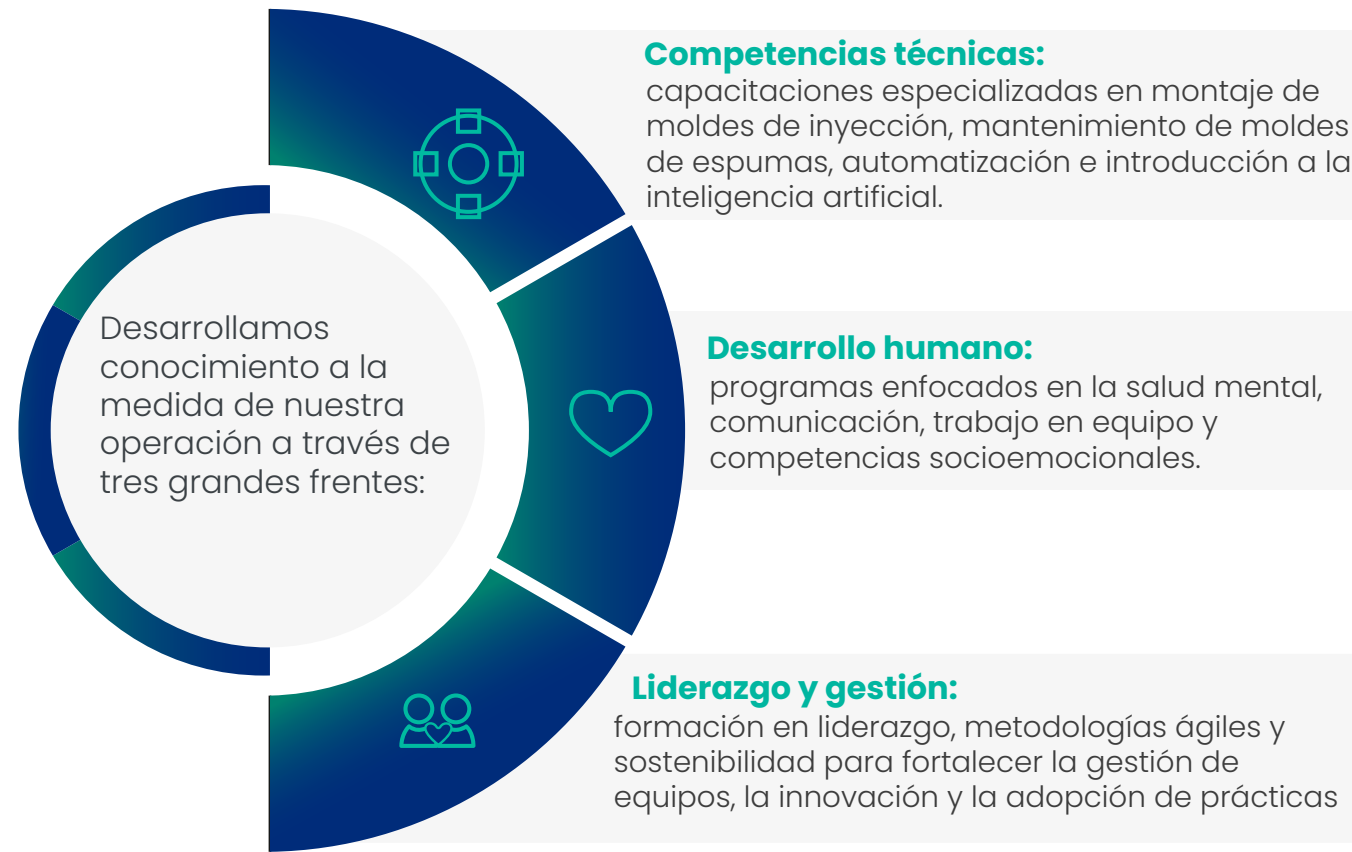 Desarrollamos
conocimiento a la
medida de nuestra
operación a través de
tres grandes frentes:
Competencias técnicas:
capacitaciones especializadas en montaje de
moldes de inyección, mantenimiento de moldes
de espumas, automatización e introducción a la
inteligencia artificial.
Desarrollo humano:
programas enfocados en la salud mental,
comunicación, trabajo en equipo y
competencias socioemocionales.
Liderazgo y gestión:
formación en liderazgo, metodologías ágiles y
sostenibilidad para fortalecer la gestión de
equipos, la innovación y la adopción de prácticas